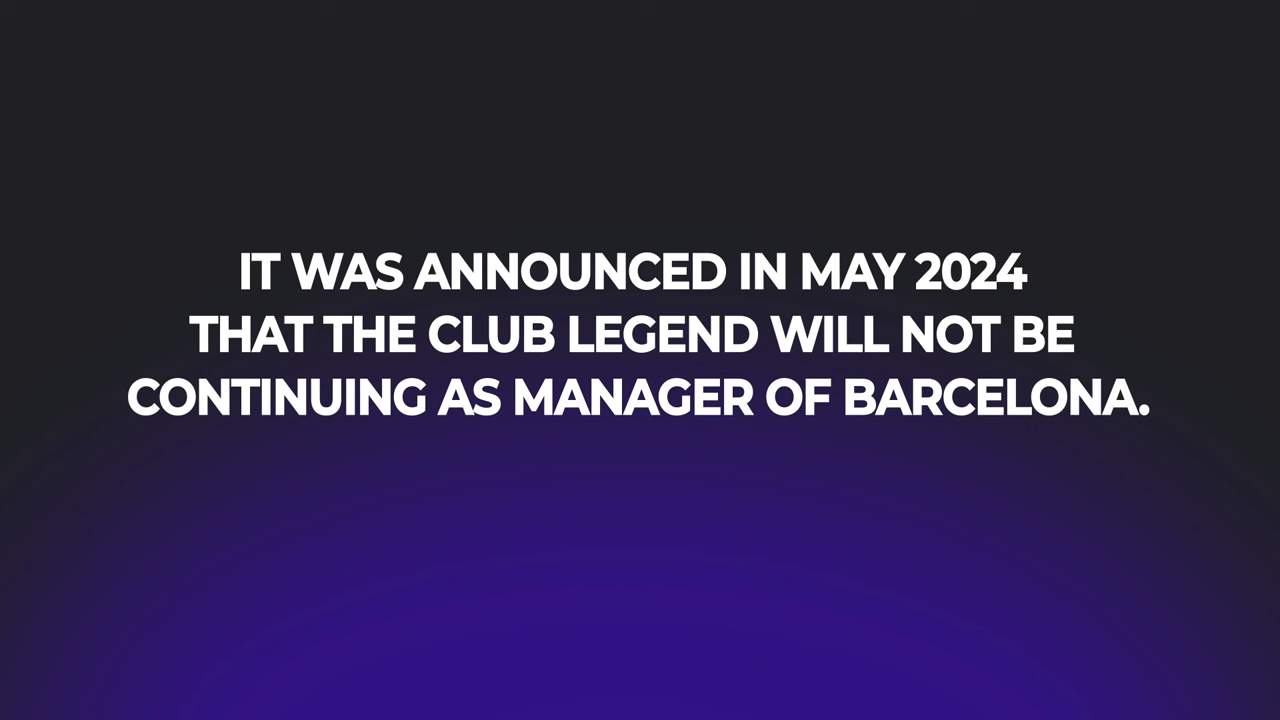 IT WAS ANNOUNCED IN MAY 2024
THAT THE CLUB LEGEND WILL NOT BE
CONTINUING AS MANAGER OF BARCELONA.